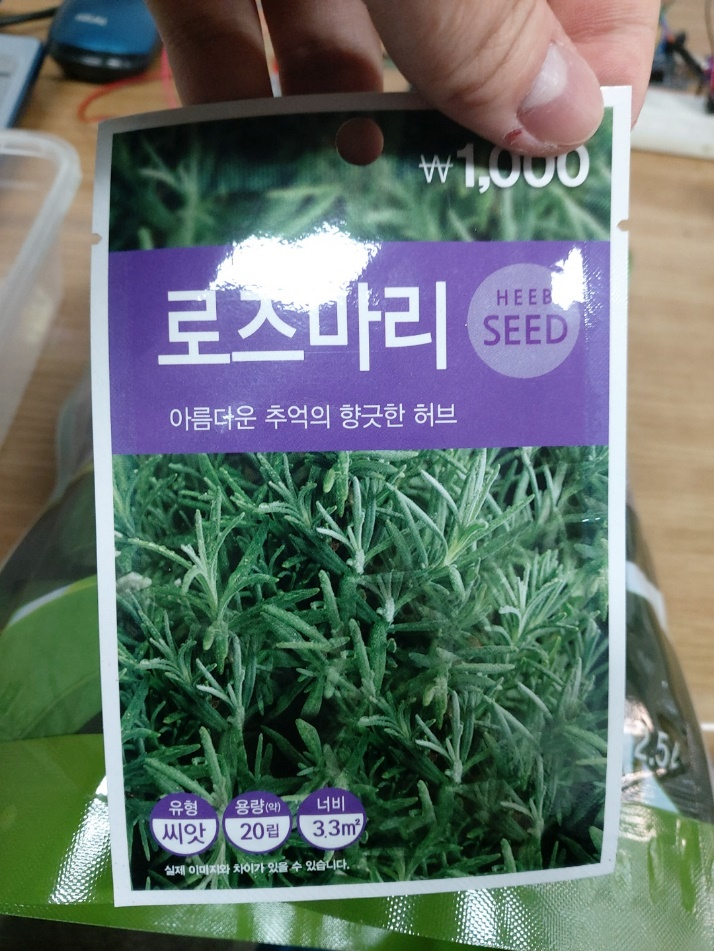 ₩1,000
로즈마리
HEEB
SEED
아름다운 추억의 향긋한 허브
유형
씨앗
용량(약)
20립
너비
3.3㎡
실제 이미지와 차이가 있을 수 있습니다.
2.5ℓ